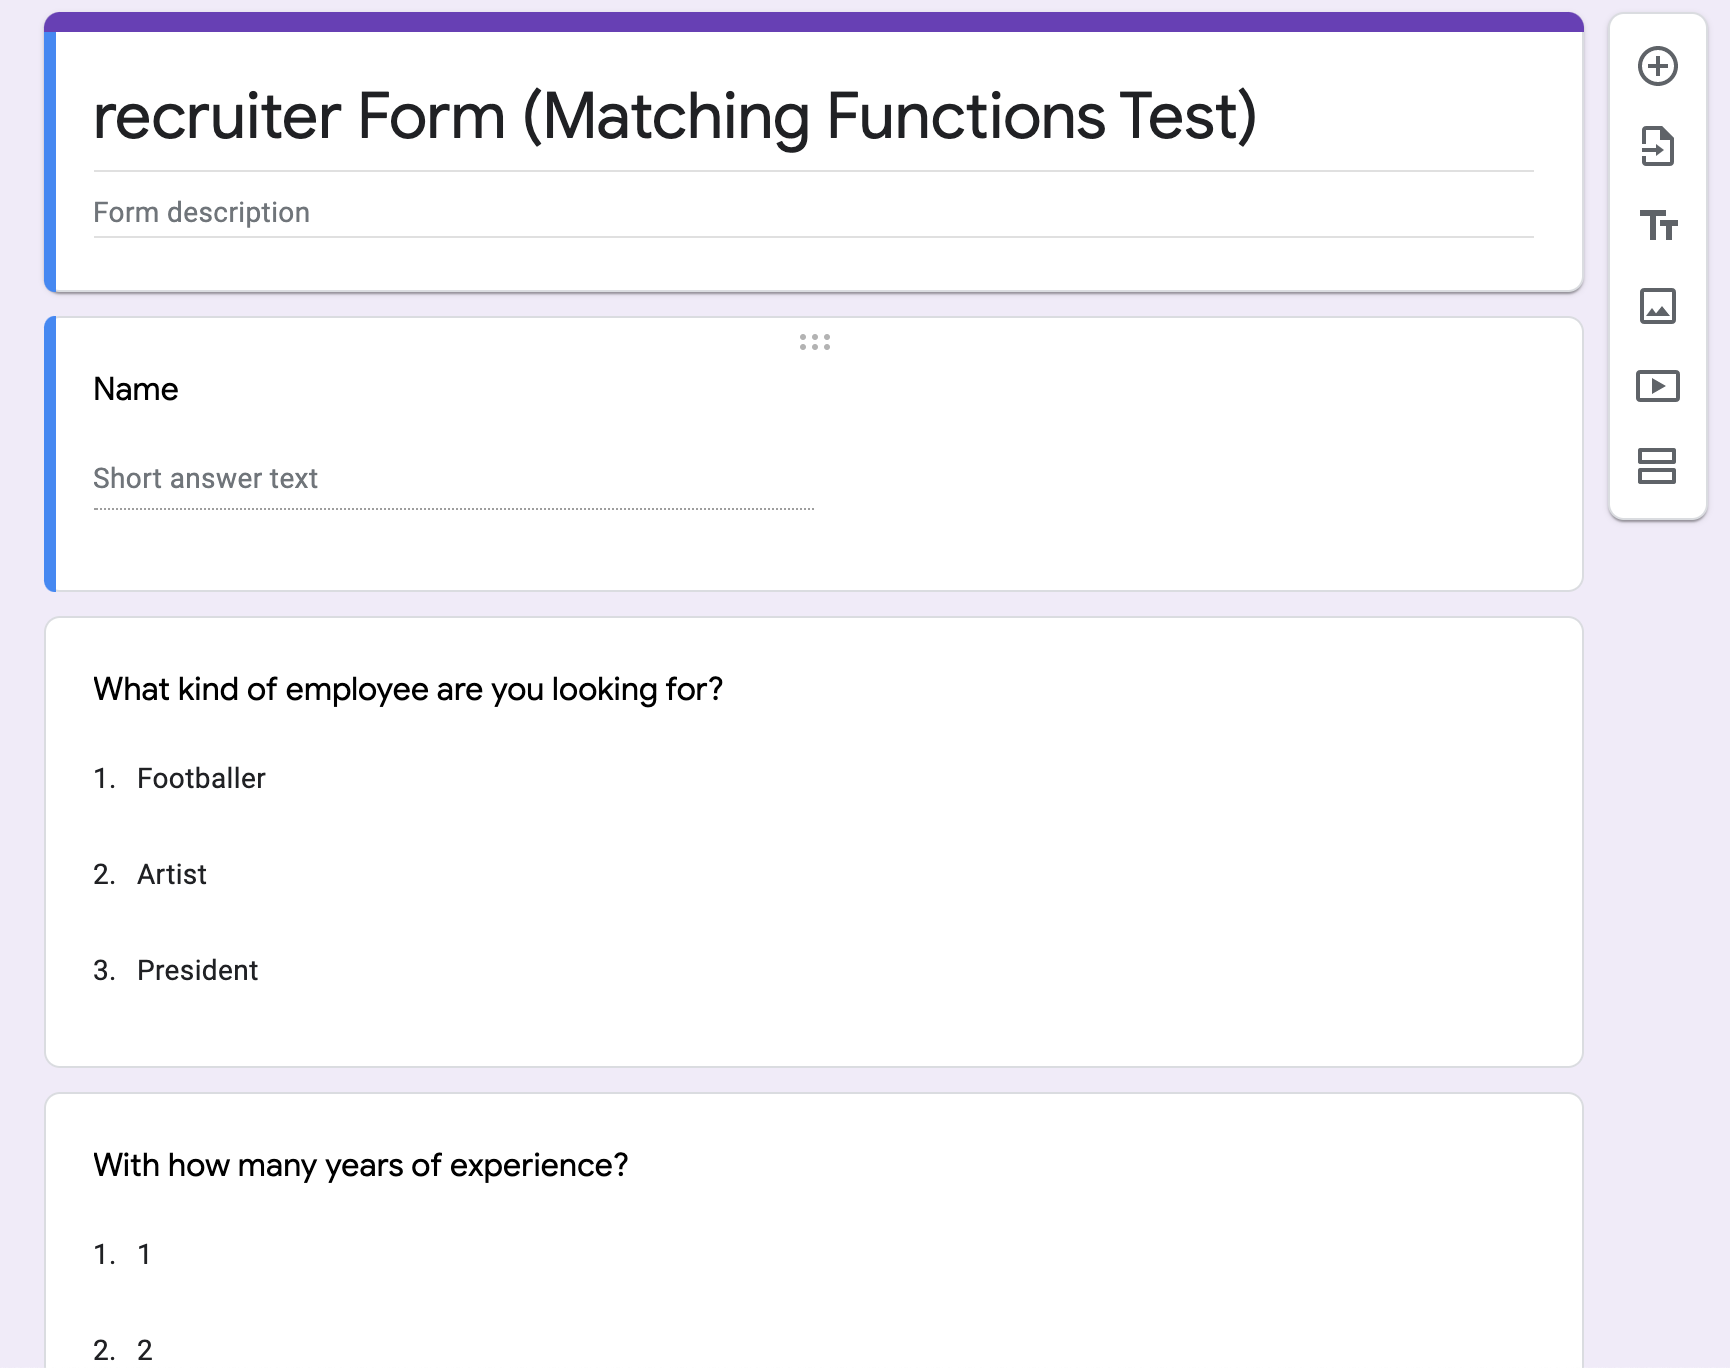 recruiter Form (Matching Functions Test)
Form description
Name
Short answer text
What kind of employee are you looking for?
1. Footballer
2. Artist
3. President
With how many years of experience?
1. 1
2. 2